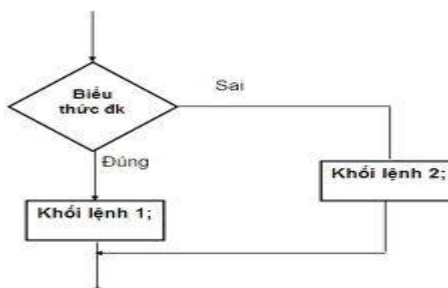 Biểu
thức đk
Sai
Đúng
Khối lệnh 1;
Khối lệnh 2;